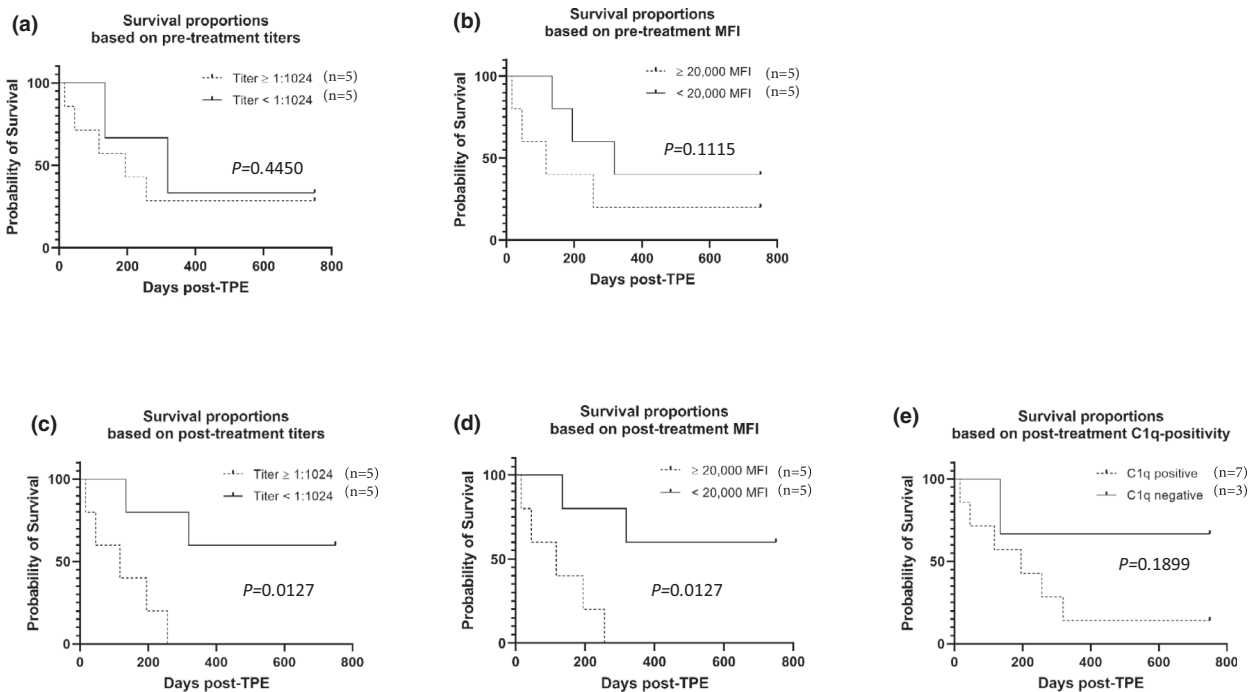 (a)
Survival proportions
based on pre-treatment titers
Titer ≥ 1:1024 (n=5)
Titer < 1:1024 (n=5)
P=0.4450
Probability of Survival
100
50
0
0 200 400 600 800
Days post-TPE
(b)
Survival proportions
based on pre-treatment MFI
≥ 20,000 MFI (n=5)
< 20,000 MFI (n=5)
P=0.1115
Probability of Survival
100
50
0
0 200 400 600 800
Days post-TPE
(c)
Survival proportions
based on post-treatment titers
Titer ≥ 1:1024 (n=5)
Titer < 1:1024 (n=5)
P=0.0127
Probability of Survival
100
50
0
0 200 400 600 800
Days post-TPE
(d)
Survival proportions
based on post-treatment MFI
≥ 20,000 MFI (n=5)
< 20,000 MFI (n=5)
P=0.0127
Probability of Survival
100
50
0
0 200 400 600 800
Days post-TPE
(e)
Survival proportions
based on post-treatment C1q-positivity
C1q positive (n=7)
C1q negative (n=3)
P=0.1899
Probability of Survival
100
50
0
0 200 400 600 800
Days post-TPE